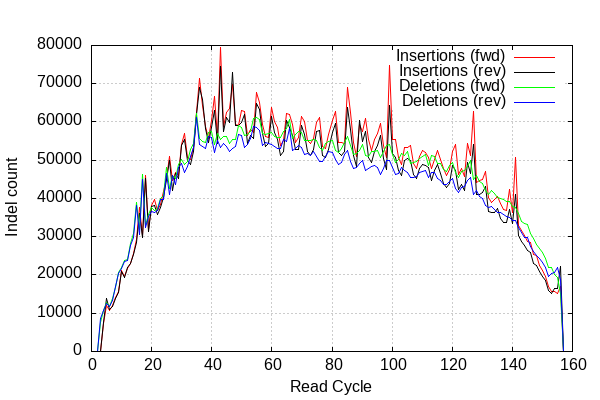 80000
70000
60000
50000
40000
30000
20000
10000
0
Indel count
Insertions (fwd)
Insertions (rev)
Deletions (fwd)
Deletions (rev)
0 20 40 60 80 100 120 140 160
Read Cycle